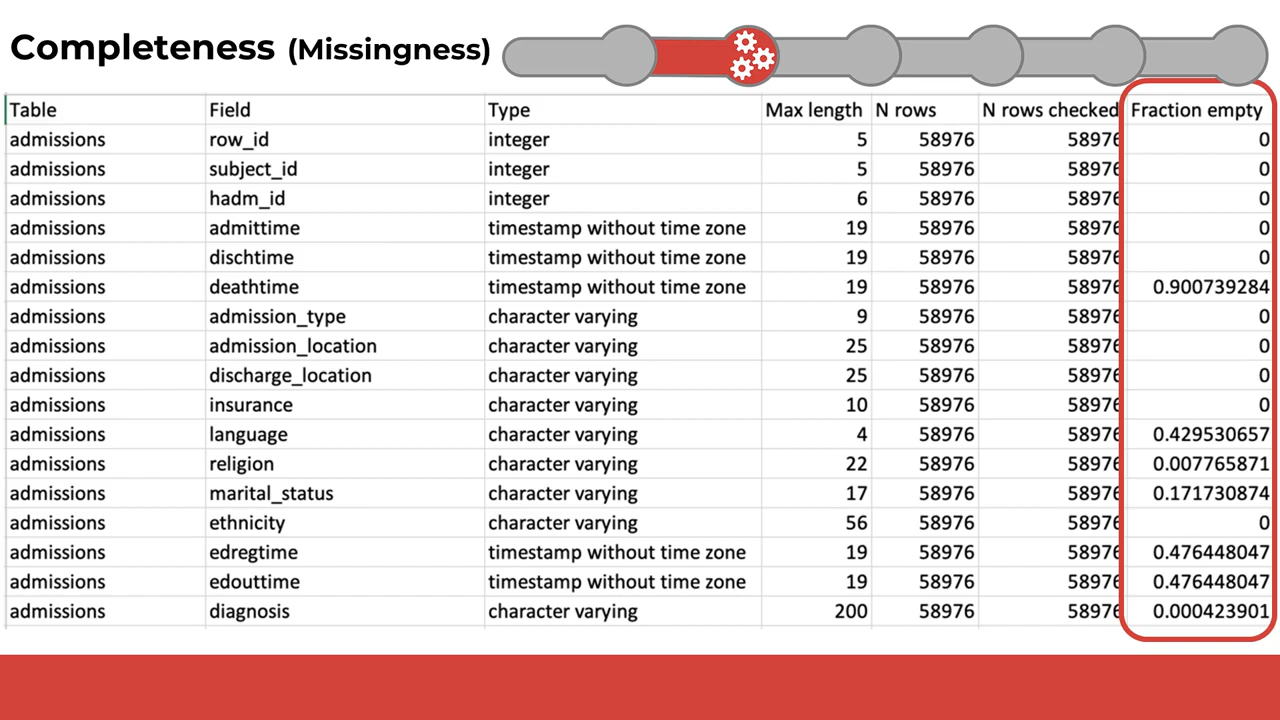 Completeness (Missingness)
Table Field Type Max length N rows N rows checked Fraction empty
admissions row_id integer 5 58976 58976 0
admissions subject_id integer 5 58976 58976 0
admissions hadm_id integer 6 58976 58976 0
admissions admittime timestamp without time zone 19 58976 58976 0
admissions dischtime timestamp without time zone 19 58976 58976 0
admissions deathtime timestamp without time zone 19 58976 58976 0.900739284
admissions admission_type character varying 9 58976 58976 0
admissions admission_location character varying 25 58976 58976 0
admissions discharge_location character varying 25 58976 58976 0
admissions insurance character varying 10 58976 58976 0
admissions language character varying 4 58976 58976 0.429530657
admissions religion character varying 22 58976 58976 0.007765871
admissions marital_status character varying 17 58976 58976 0.171730874
admissions ethnicity character varying 56 58976 58976 0
admissions edregtime timestamp without time zone 19 58976 58976 0.476448047
admissions edouttime timestamp without time zone 19 58976 58976 0.476448047
admissions diagnosis character varying 200 58976 58976 0.000423901